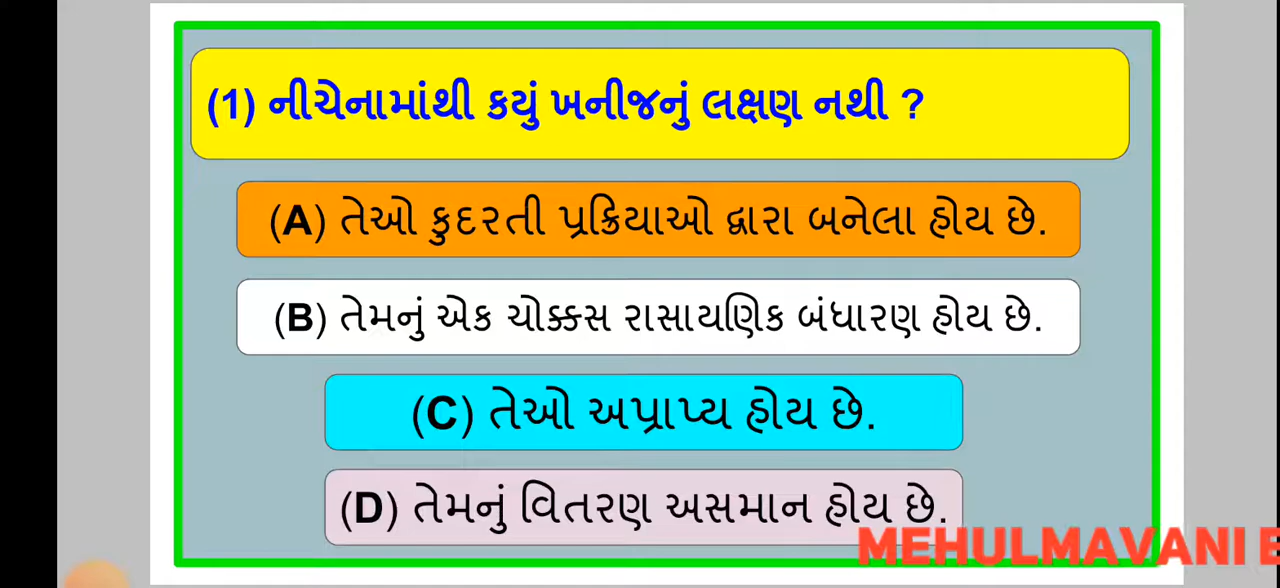 (1) નીચેનામાંથી કયું ખનીજનું લક્ષણ નથી ?
(A) તેઓ કુદરતી પ્રક્રિયાઓ દ્વારા બનેલા હોય છે.
(B) તેમનું એક ચોક્કસ રાસાયણિક બંધારણ હોય છે.
(C) તેઓ અપ્રાપ્ય હોય છે.
(D) તેમનું વિતરણ અસમાન હોય છે.
MEHULMAVANI E